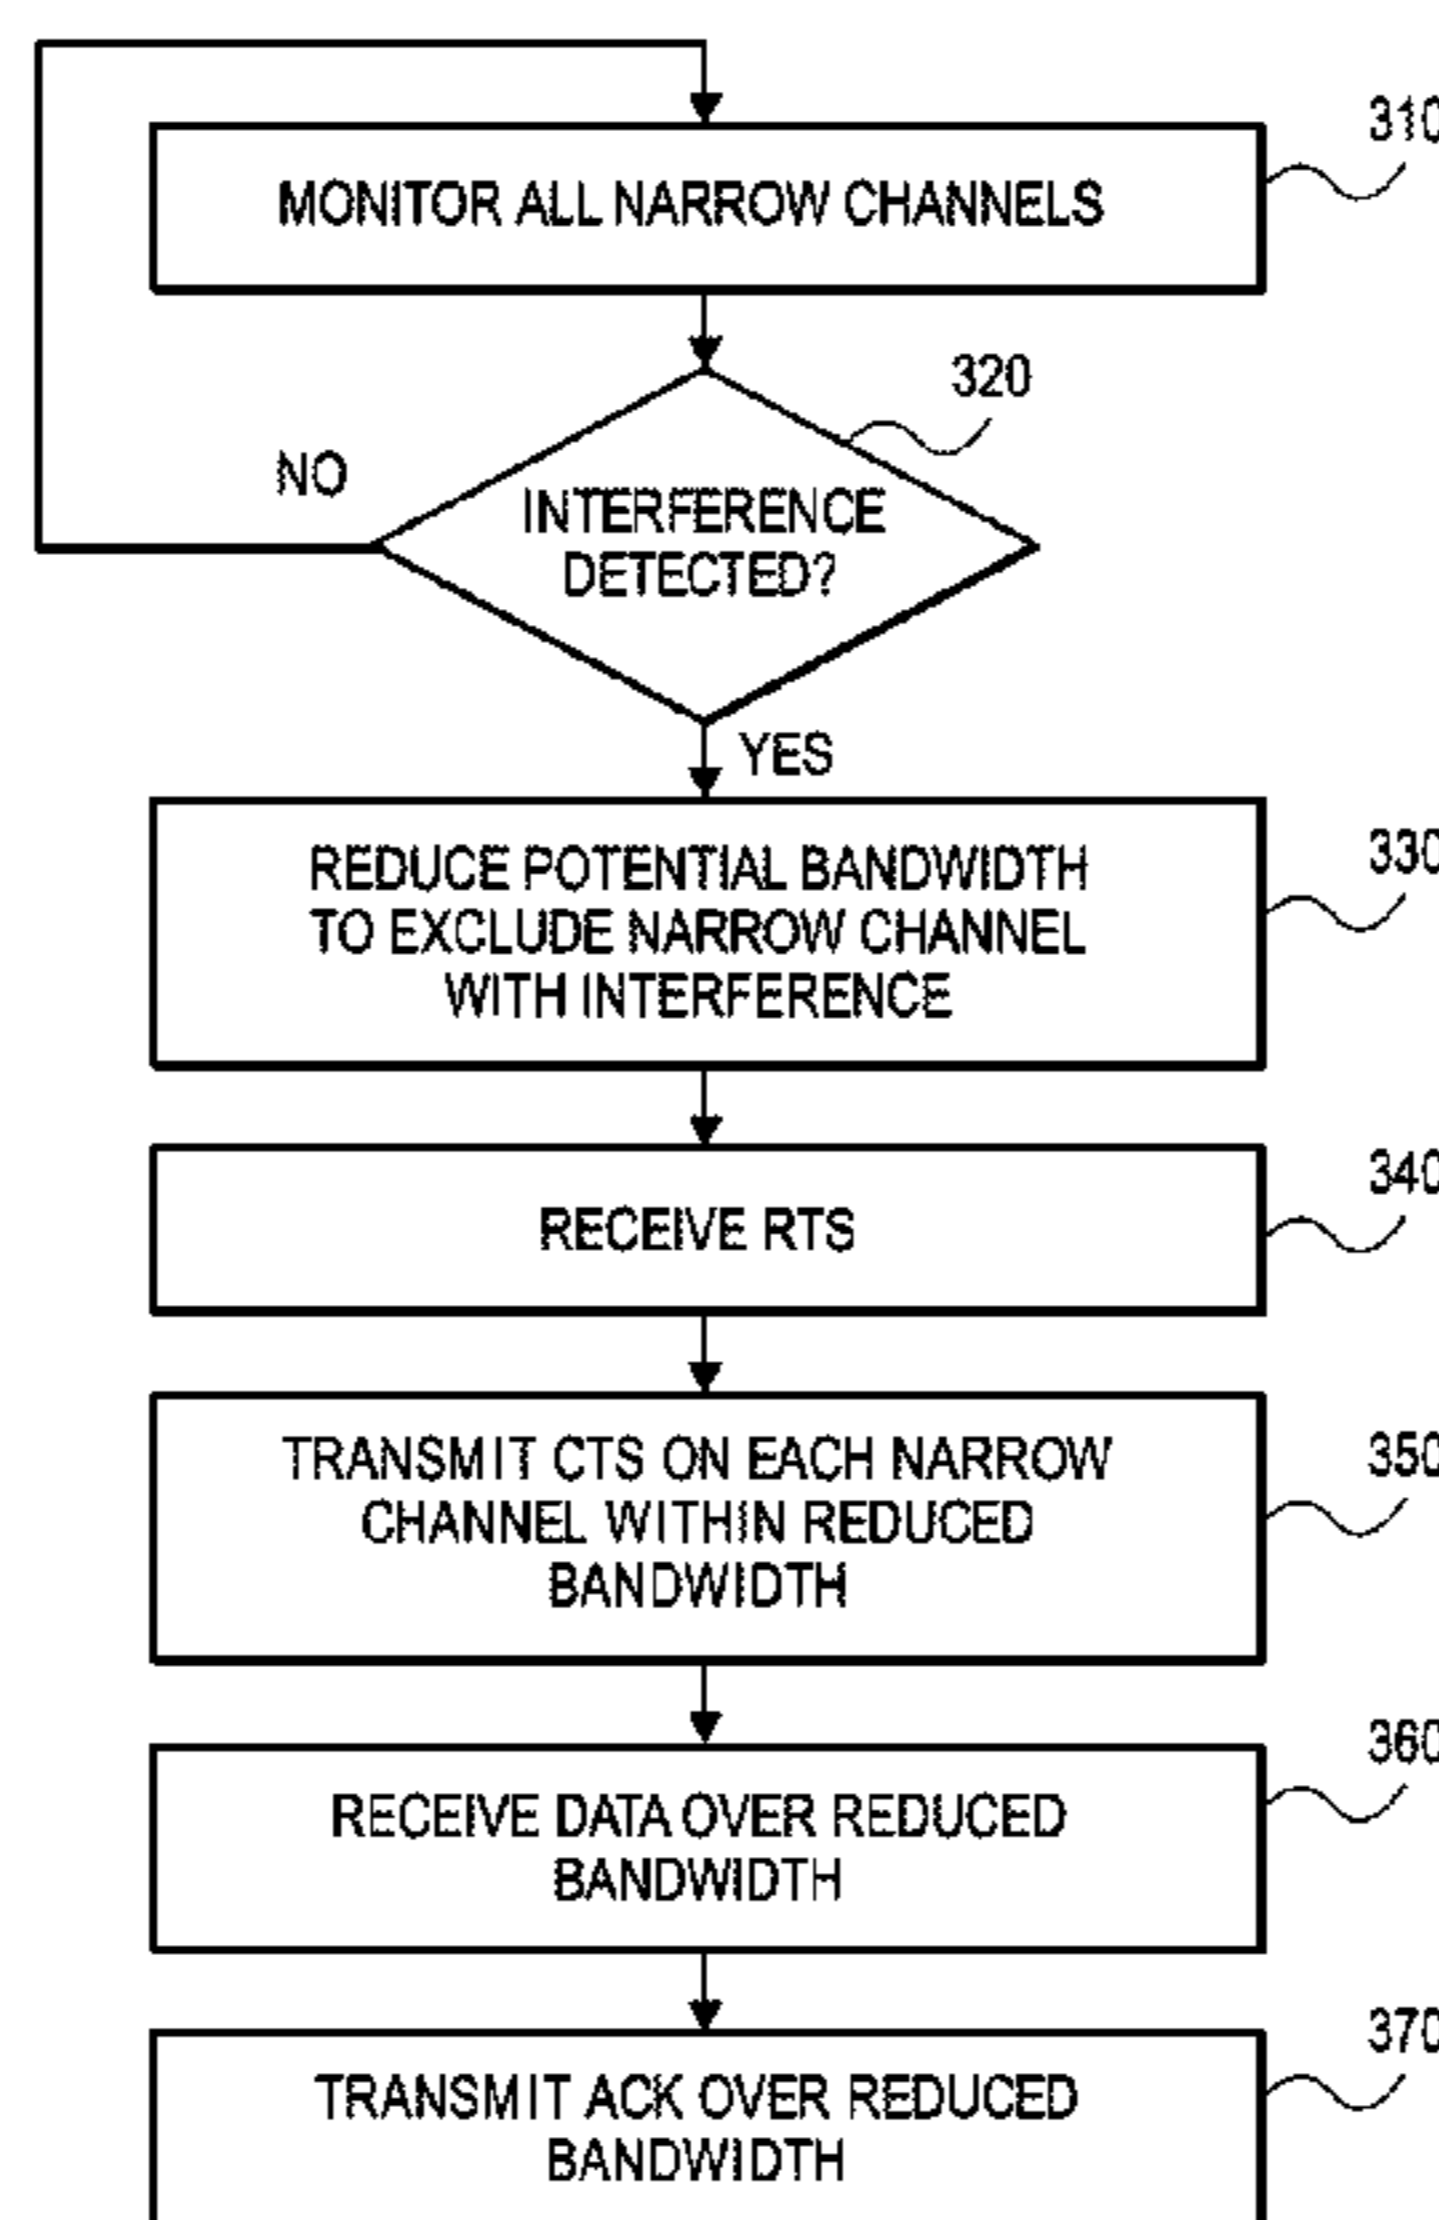 310
MONITOR ALL NARROW CHANNELS
320
NO
INTERFERENCE
DETECTED?
YES
330
REDUCE POTENTIAL BANDWIDTH
TO EXCLUDE NARROW CHANNEL
WITH INTERFERENCE
340
RECEIVE RTS
350
TRANSMIT CTS ON EACH NARROW
CHANNEL WITHIN REDUCED
BANDWIDTH
360
RECEIVE DATA OVER REDUCED
BANDWIDTH
370
TRANSMIT ACK OVER REDUCED
BANDWIDTH